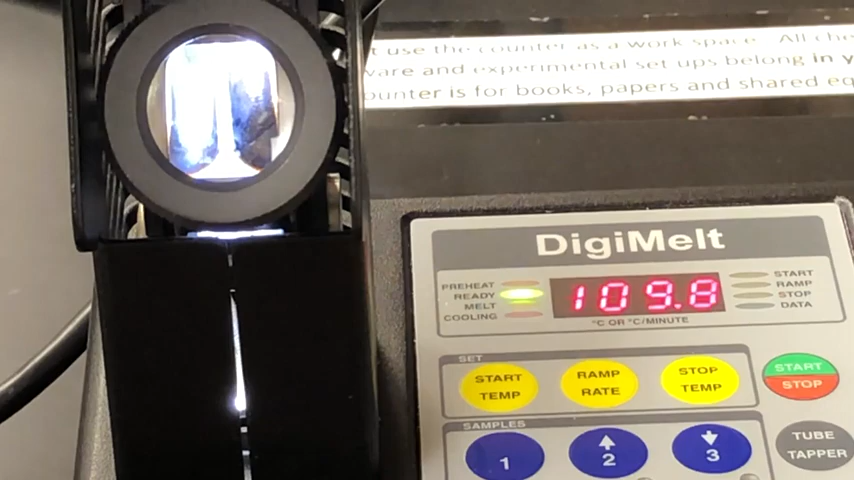 t use the counter as a work space. All che
ware and experimental set ups belong in y
ounter is for books, papers and shared eq
DigiMelt
PREHEAT
READY
MELT
COOLING
109.8
START
RAMP
STOP
DATA
°C OR °C/MINUTE
SET
START TEMP
RAMP RATE
STOP TEMP
START
STOP
SAMPLES
1
2
3
TUBE
TAPPER